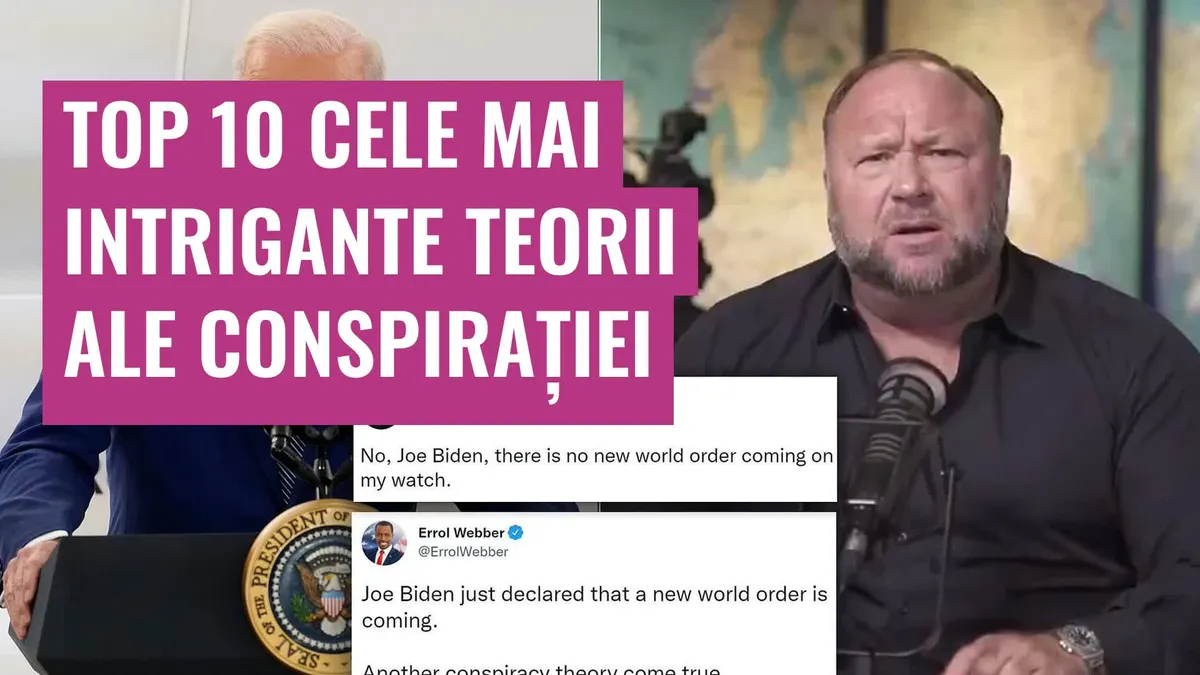 TOP 10 CELE MAI
INTRIGANTE TEORII
ALE CONSPIRAȚIEI
No, Joe Biden, there is no new world order coming on
my watch.
Errol Webber
@ErrolWebber
Joe Biden just declared that a new world order is
coming.
Another conspiracy theory come true
SEAL OF THE PRESIDENT OF